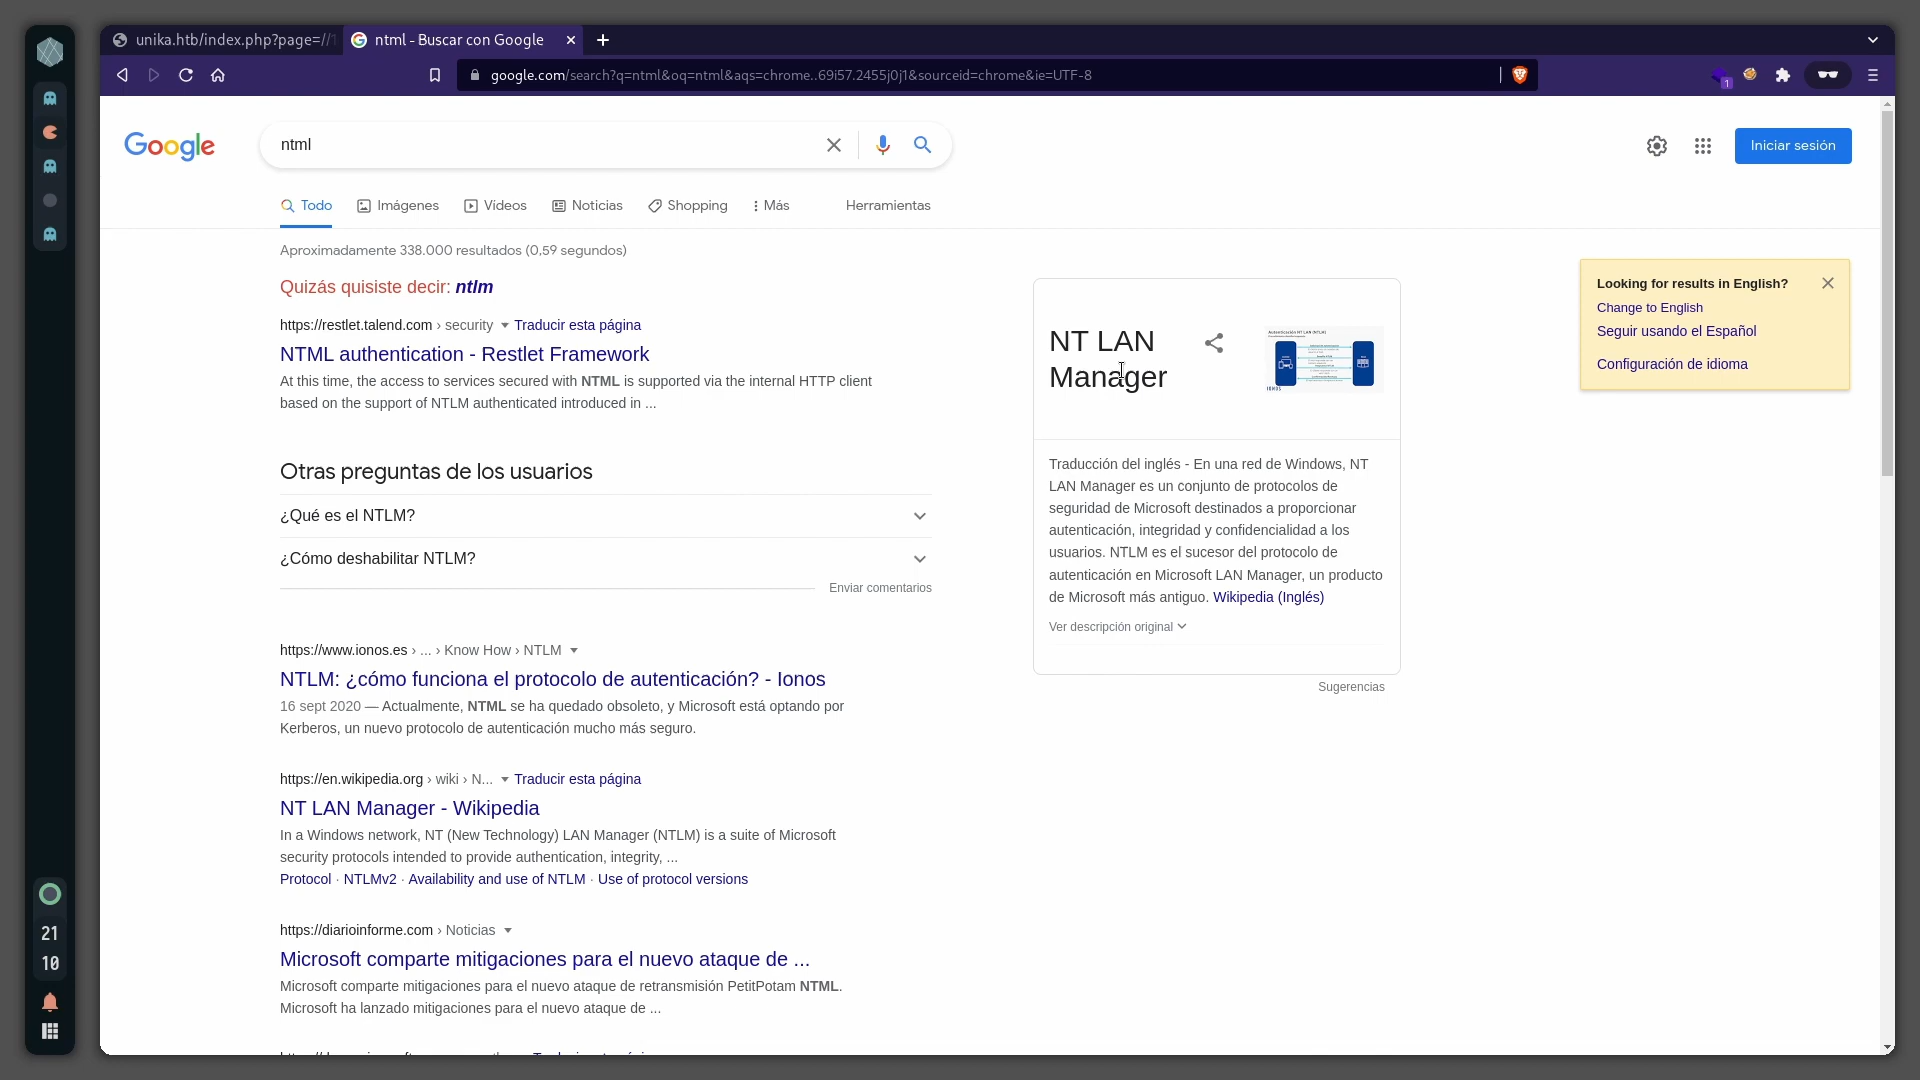 unika.htb/index.php?page=//1
ntml - Buscar con Google
google.com/search?q=ntml&oq=ntml&aqs=chrome..69i57.2455j0j1&sourceid=chrome&ie=UTF-8
1
Google
ntml
Iniciar sesión
Todo
Imágenes
Vídeos
Noticias
Shopping
Más
Herramientas
Aproximadamente 338.000 resultados (0,59 segundos)
Quizás quisiste decir: ntlm
https://restlet.talend.com › security
Traducir esta página
NTML authentication - Restlet Framework
At this time, the access to services secured with NTML is supported via the internal HTTP client
based on the support of NTLM authenticated introduced in ...
Otras preguntas de los usuarios
¿Qué es el NTLM?
¿Cómo deshabilitar NTLM?
Enviar comentarios
https://www.ionos.es › ... › Know How › NTLM
NTLM: ¿cómo funciona el protocolo de autenticación? - Ionos
16 sept 2020 — Actualmente, NTML se ha quedado obsoleto, y Microsoft está optando por
Kerberos, un nuevo protocolo de autenticación mucho más seguro.
https://en.wikipedia.org › wiki › N...
Traducir esta página
NT LAN Manager - Wikipedia
In a Windows network, NT (New Technology) LAN Manager (NTLM) is a suite of Microsoft
security protocols intended to provide authentication, integrity, ...
Protocol · NTLMv2 · Availability and use of NTLM · Use of protocol versions
https://diarioinforme.com › Noticias
Microsoft comparte mitigaciones para el nuevo ataque de ...
Microsoft comparte mitigaciones para el nuevo ataque de retransmisión PetitPotam NTML.
Microsoft ha lanzado mitigaciones para el nuevo ataque de ...
NT LAN
Manager
Traducción del inglés - En una red de Windows, NT
LAN Manager es un conjunto de protocolos de
seguridad de Microsoft destinados a proporcionar
autenticación, integridad y confidencialidad a los
usuarios. NTLM es el sucesor del protocolo de
autenticación en Microsoft LAN Manager, un producto
de Microsoft más antiguo. Wikipedia (Inglés)
Ver descripción original
Sugerencias
Looking for results in English?
Change to English
Seguir usando el Español
Configuración de idioma
21
10